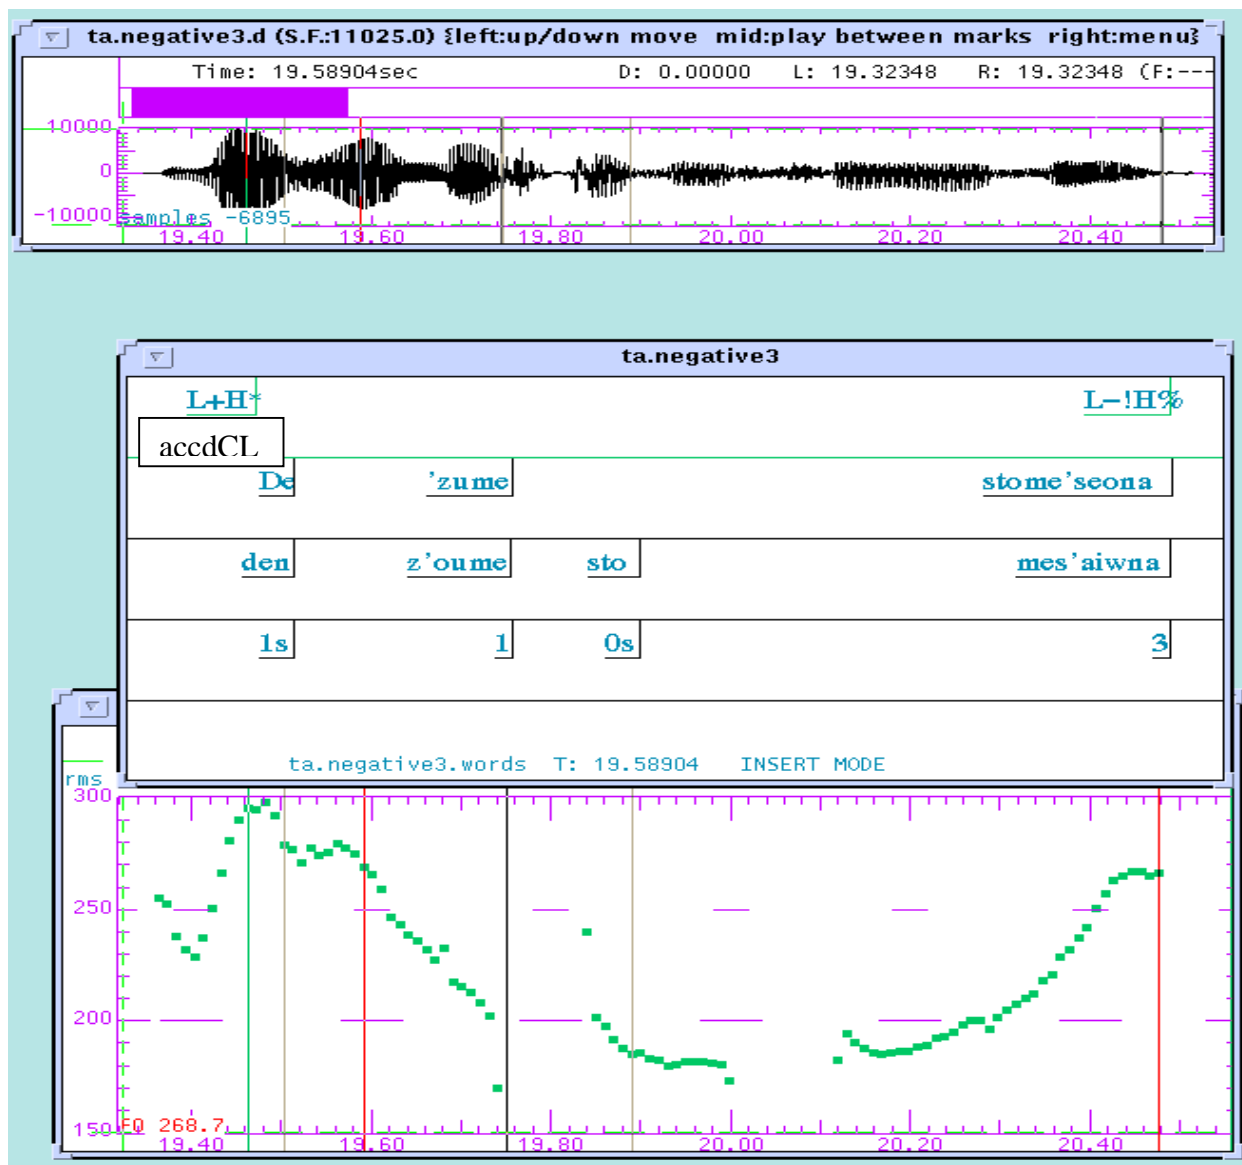 ta.negative3.d (S.F.:11025.0) {left:up/down move mid:play between marks right:menu}
Time: 19.58904sec D: 0.00000 L: 19.32348 R: 19.32348 (F:---
10000
0
-10000
samples -6895
19.40 19.60 19.80 20.00 20.20 20.40
ta.negative3
L+H* L-!H%
accdCL
De 'zume stome'seona
den z'oume sto mes'aiwna
1s 1 0s 3
ta.negative3.words T: 19.58904 INSERT MODE
rms
300
250
200
150
F0 268.7
19.40 19.60 19.80 20.00 20.20 20.40